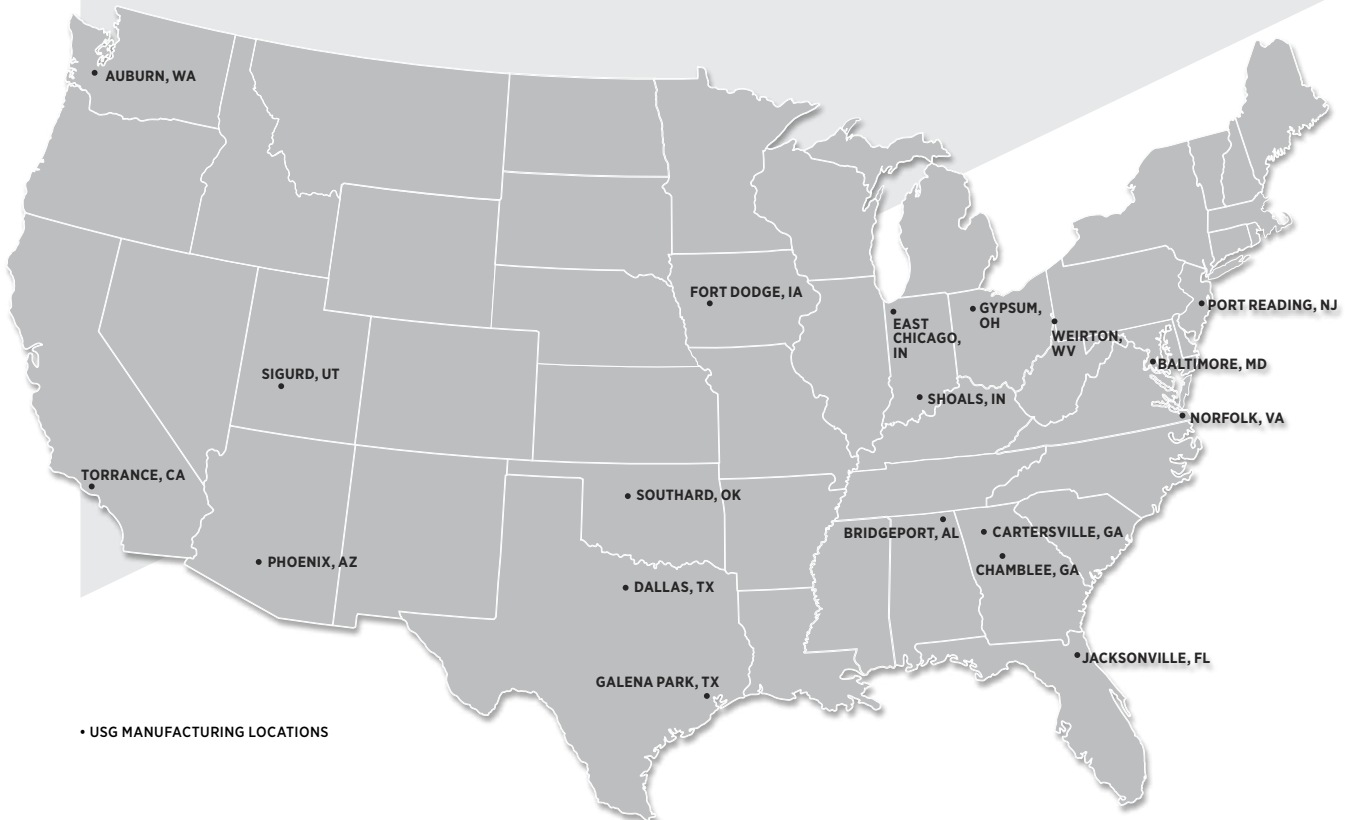 AUBURN, WA
FORT DODGE, IA
GYPSUM,
OH
PORT READING, NJ
EAST
CHICAGO,
IN
WEIRTON,
WV
BALTIMORE, MD
SIGURD, UT
SHOALS, IN
NORFOLK, VA
TORRANCE, CA
SOUTHARD, OK
BRIDGEPORT, AL
CARTERSVILLE, GA
PHOENIX, AZ
CHAMBLEE, GA
DALLAS, TX
JACKSONVILLE, FL
GALENA PARK, TX
• USG MANUFACTURING LOCATIONS